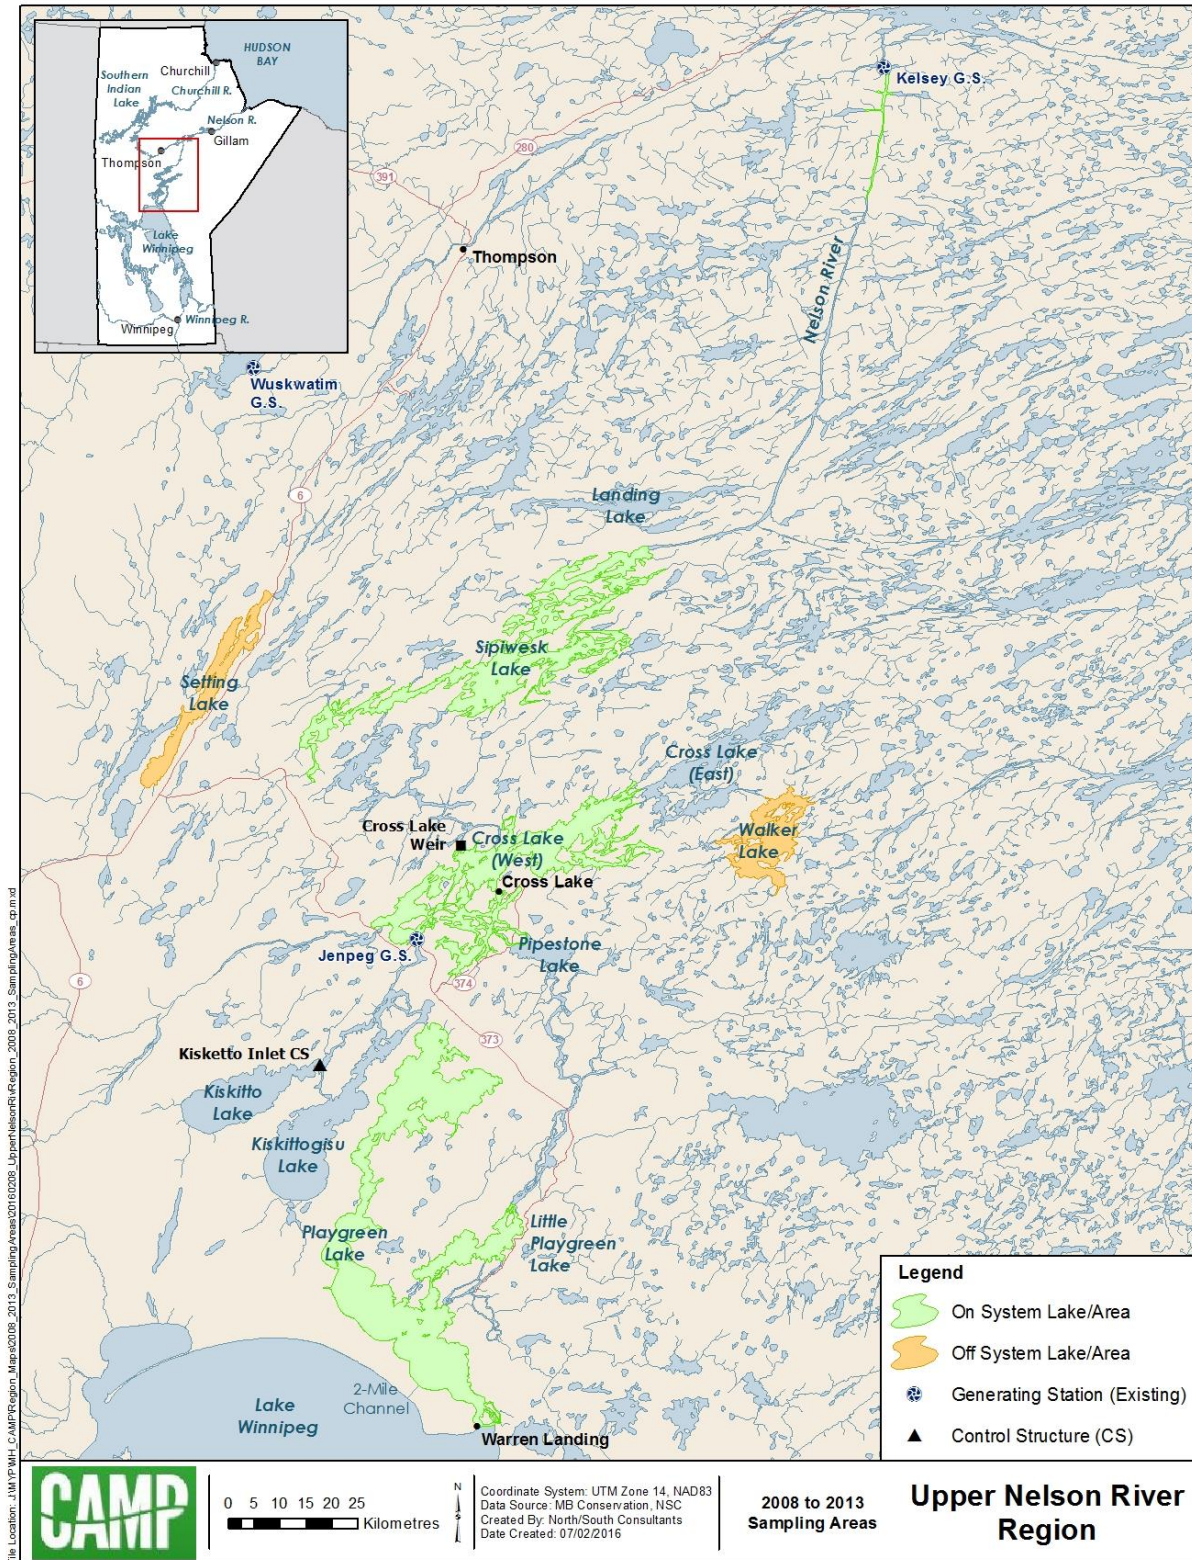 HUDSON
BAY
Churchill
Southern
Indian
Lake
Churchill R.
Nelson R.
Gillam
Thompson
Lake
Winnipeg
Winnipeg
Winnipeg R.
Kelsey G.S.
280
391
Thompson
Nelson River
Wuskwatim
G.S.
6
Landing
Lake
Sipiwesk
Lake
Setting
Lake
Cross Lake
(East)
Cross Lake
Weir
Cross Lake
(West)
Walker
Lake
Cross Lake
Jenpeg G.S.
Pipestone
Lake
6
374
373
Kisketto Inlet CS
Kiskitto
Lake
Kiskittogisu
Lake
Playgreen
Lake
Little
Playgreen
Lake
2-Mile
Channel
Lake
Winnipeg
Warren Landing
Legend
On System Lake/Area
Off System Lake/Area
Generating Station (Existing)
Control Structure (CS)
CAMP
0 5 10 15 20 25
Kilometres
N
Coordinate System: UTM Zone 14, NAD83
Data Source: MB Conservation, NSC
Created By: North/South Consultants
Date Created: 07/02/2016
2008 to 2013
Sampling Areas
Upper Nelson River
Region